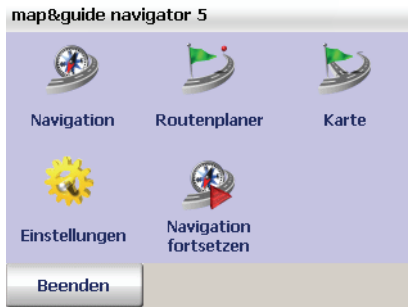 map&guide navigator 5
Navigation
Routenplaner
Karte
Einstellungen
Navigation
fortsetzen
Beenden